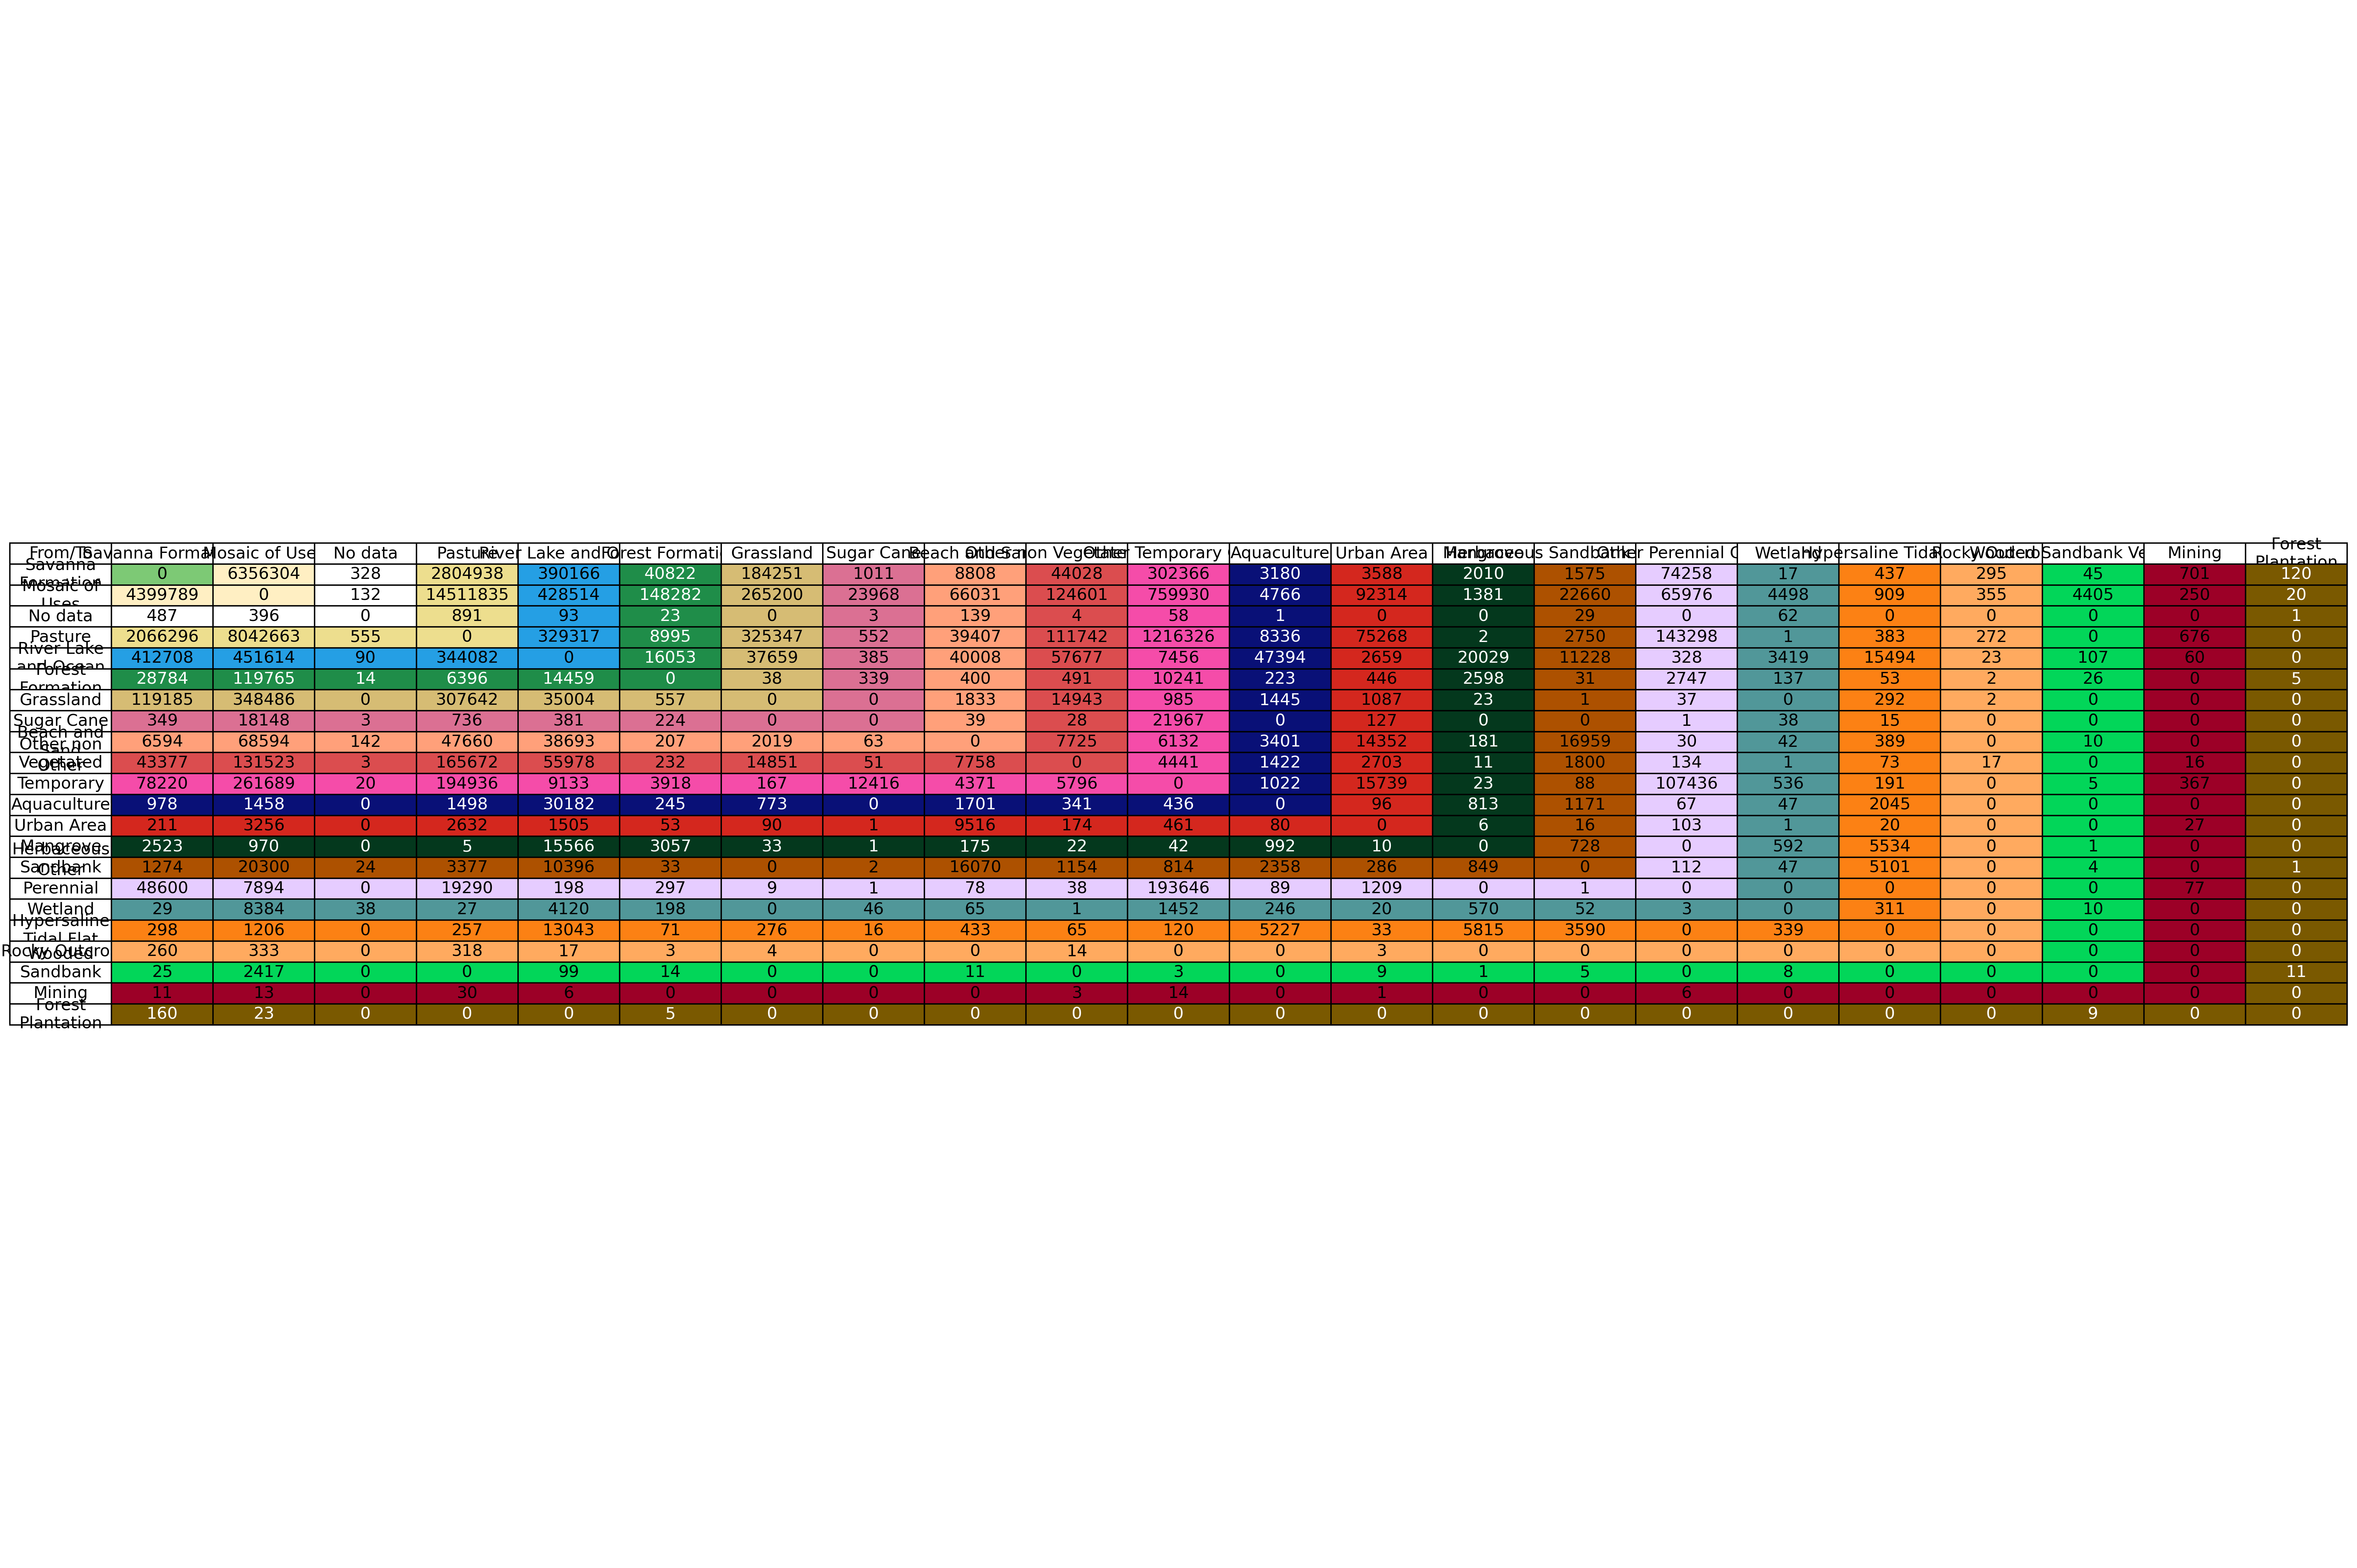 From/To Savanna Format Mosaic of Use No data Pasture River Lake and O Forest Formati Grassland Sugar Cane Beach and San Other non Vegetate Other Temporary Aquaculture Urban Area Mangrove Herbaceous Sandbank Other Perennial C Wetland Hypersaline Tidal Rocky Outcro Wooded Sandbank Ve Mining Forest Plantation
Savanna Formation 0 6356304 328 2804938 390166 40822 184251 1011 8808 44028 302366 3180 3588 2010 1575 74258 17 437 295 45 701 120
Mosaic of Uses 4399789 0 132 14511835 428514 148282 265200 23968 66031 124601 759930 4766 92314 1381 22660 65976 4498 909 355 4405 250 20
No data 487 396 0 891 93 23 0 3 139 4 58 1 0 0 29 0 62 0 0 0 0 1
Pasture 2066296 8042663 555 0 329317 8995 325347 552 39407 111742 1216326 8336 75268 2 2750 143298 1 383 272 0 676 0
River Lake and Ocean 412708 451614 90 344082 0 16053 37659 385 40008 57677 7456 47394 2659 20029 11228 328 3419 15494 23 107 60 0
Forest Formation 28784 119765 14 6396 14459 0 38 339 400 491 10241 223 446 2598 31 2747 137 53 2 26 0 5
Grassland 119185 348486 0 307642 35004 557 0 0 1833 14943 985 1445 1087 23 1 37 0 292 2 0 0 0
Sugar Cane 349 18148 3 736 381 224 0 0 39 28 21967 0 127 0 0 1 38 15 0 0 0 0
Beach and Sand 6594 68594 142 47660 38693 207 2019 63 0 7725 6132 3401 14352 181 16959 30 42 389 0 10 0 0
Other non Vegetated 43377 131523 3 165672 55978 232 14851 51 7758 0 4441 1422 2703 11 1800 134 1 73 17 0 16 0
Other Temporary 78220 261689 20 194936 9133 3918 167 12416 4371 5796 0 1022 15739 23 88 107436 536 191 0 5 367 0
Aquaculture 978 1458 0 1498 30182 245 773 0 1701 341 436 0 96 813 1171 67 47 2045 0 0 0 0
Urban Area 211 3256 0 2632 1505 53 90 1 9516 174 461 80 0 6 16 103 1 20 0 0 27 0
Mangrove 2523 970 0 5 15566 3057 33 1 175 22 42 992 10 0 728 0 592 5534 0 1 0 0
Herbaceous Sandbank 1274 20300 24 3377 10396 33 0 2 16070 1154 814 2358 286 849 0 112 47 5101 0 4 0 1
Other Perennial 48600 7894 0 19290 198 297 9 1 78 38 193646 89 1209 0 1 0 0 0 0 0 77 0
Wetland 29 8384 38 27 4120 198 0 46 65 1 1452 246 20 570 52 3 0 311 0 10 0 0
Hypersaline Tidal Flat 298 1206 0 257 13043 71 276 16 433 65 120 5227 33 5815 3590 0 339 0 0 0 0 0
Rocky Outcro 260 333 0 318 17 3 4 0 0 14 0 0 3 0 0 0 0 0 0 0 0 0
Wooded Sandbank 25 2417 0 0 99 14 0 0 11 0 3 0 9 1 5 0 8 0 0 0 0 11
Mining 11 13 0 30 6 0 0 0 0 3 14 0 1 0 0 6 0 0 0 0 0 0
Forest Plantation 160 23 0 0 0 5 0 0 0 0 0 0 0 0 0 0 0 0 0 9 0 0